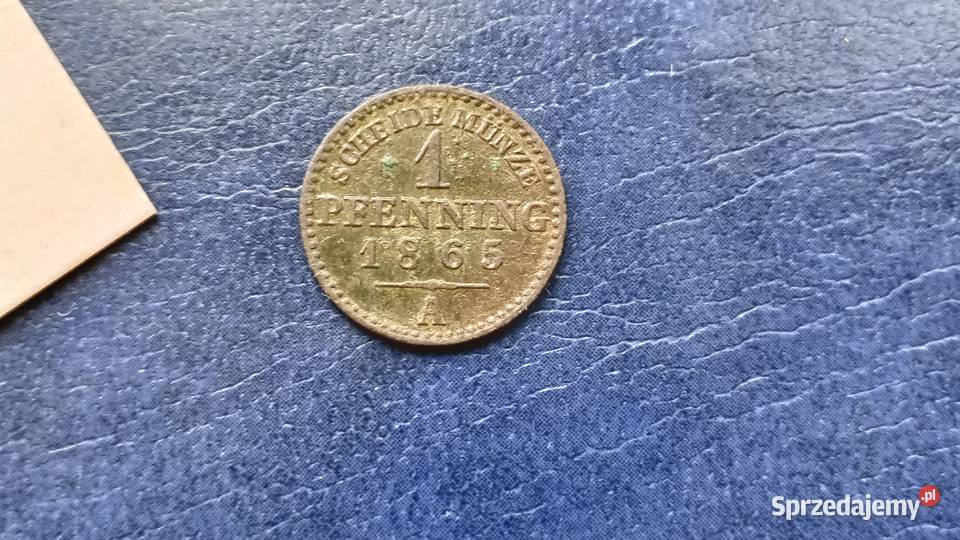 SCHEIDE MÜNZE
1
PFENNING
1865
A
Sprzedajemy.pl